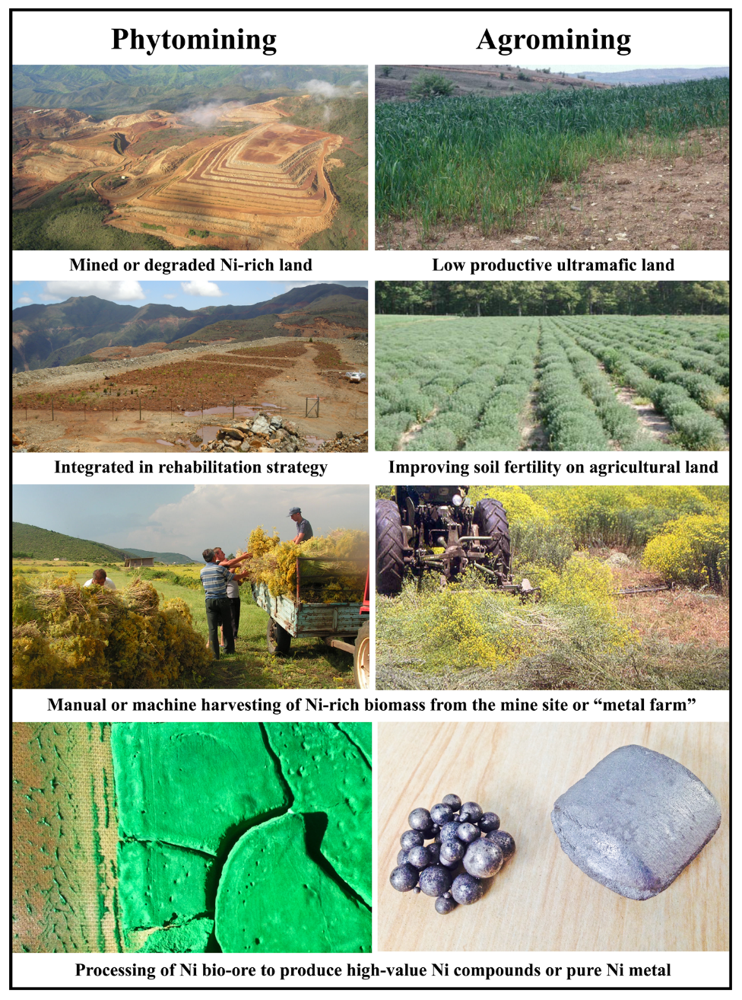 Phytomining
Agromining
Mined or degraded Ni-rich land
Low productive ultramafic land
Integrated in rehabilitation strategy
Improving soil fertility on agricultural land
Manual or machine harvesting of Ni-rich biomass from the mine site or “metal farm”
Processing of Ni bio-ore to produce high-value Ni compounds or pure Ni metal